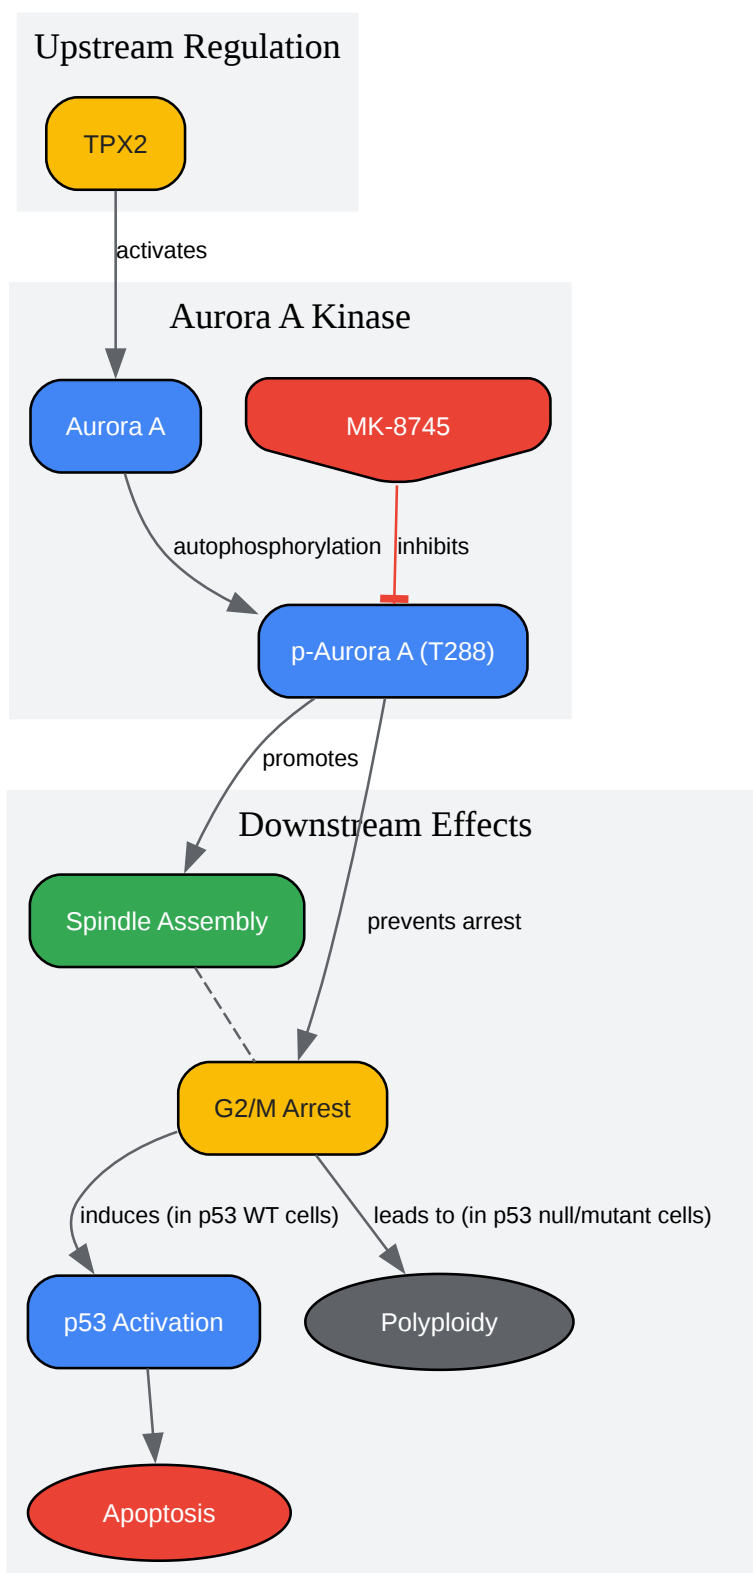 Upstream Regulation
TPX2
activates
Aurora A Kinase
Aurora A
MK-8745
autophosphorylation
inhibits
p-Aurora A (T288)
promotes
Downstream Effects
Spindle Assembly
prevents arrest
G2/M Arrest
induces (in p53 WT cells)
leads to (in p53 null/mutant cells)
p53 Activation
Polyploidy
Apoptosis